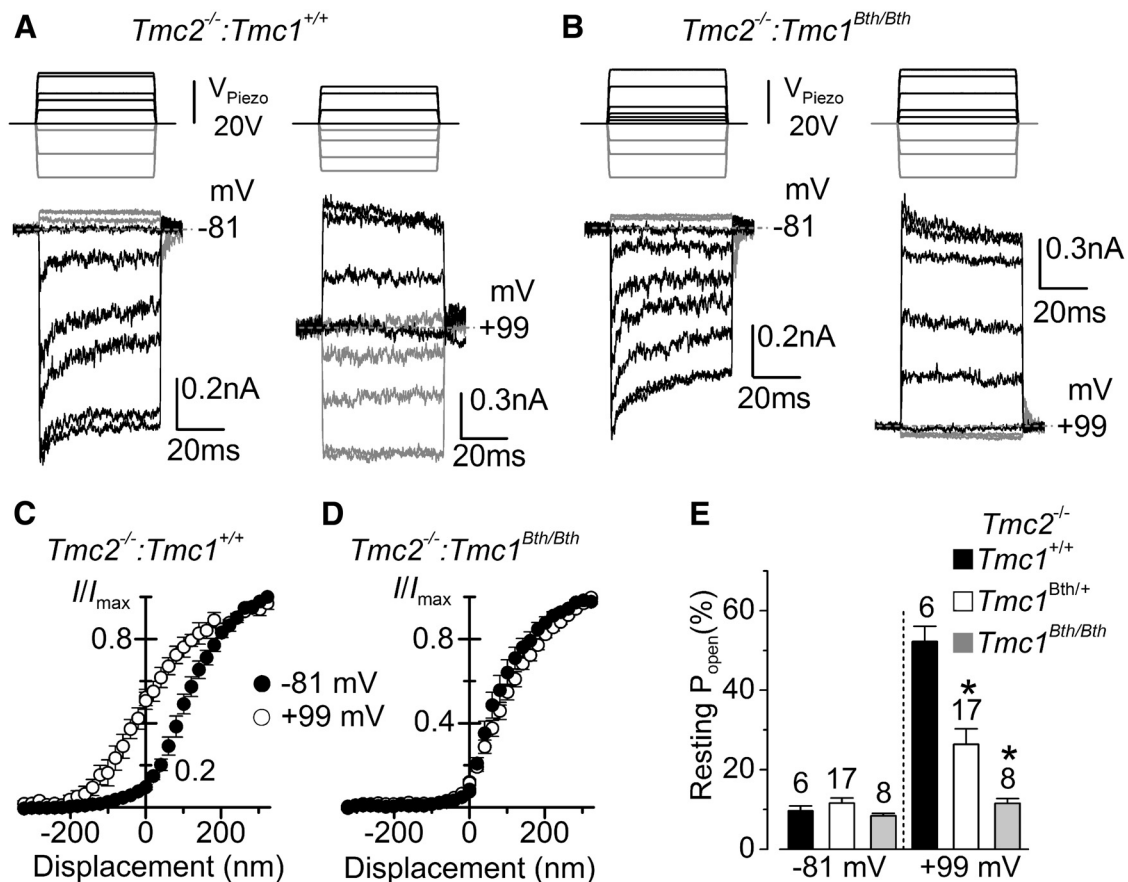 A
Tmc2-/-:Tmc1+/+
VPiezo
20V
mV
-81
0.2nA
20ms
mV
+99
0.3nA
20ms
B
Tmc2-/-:Tmc1Bth/Bth
VPiezo
20V
mV
-81
0.2nA
20ms
0.3nA
20ms
mV
+99
C
Tmc2-/-:Tmc1+/+
I/Imax
0.8
0.2
-200 0 200
Displacement (nm)
-81 mV
+99 mV
D
Tmc2-/-:Tmc1Bth/Bth
I/Imax
0.8
0.4
-200 0 200
Displacement (nm)
E
Tmc2-/-
Tmc1+/+
Tmc1Bth/+
Tmc1Bth/Bth
Resting Popen(%)
60
40
20
0
6 17 8
6 * 17 * 8
-81 mV +99 mV